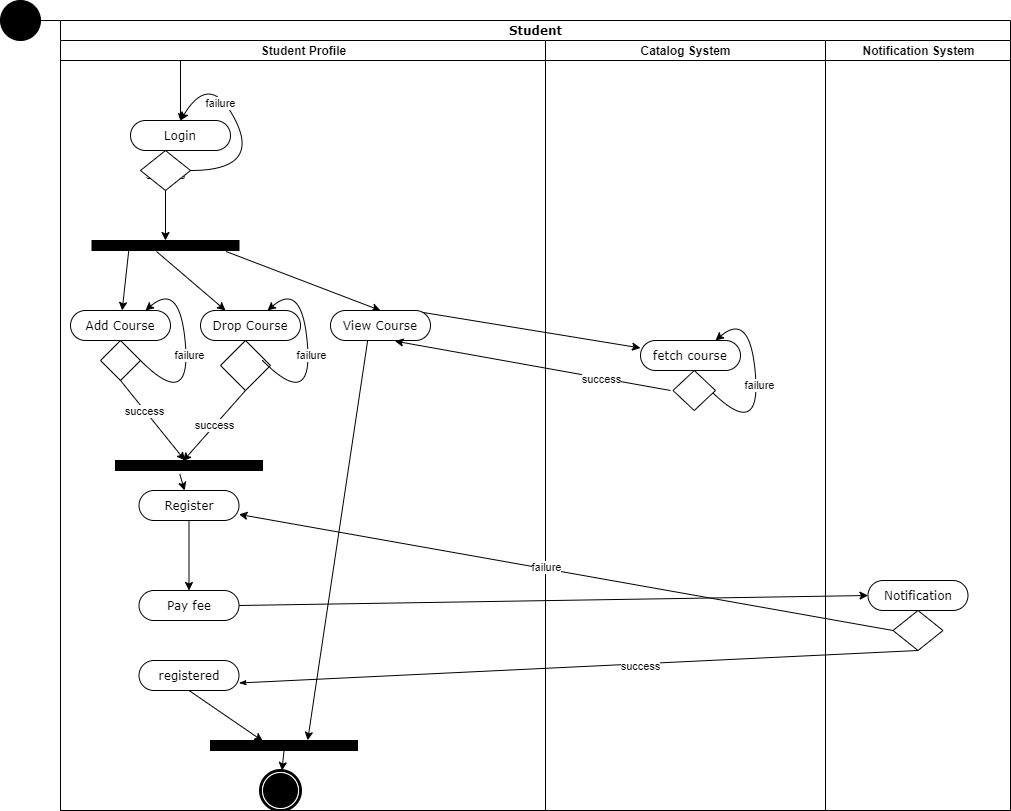 Student
Student Profile
Catalog System
Notification System
failure
Login
Add Course
Drop Course
View Course
failure
failure
fetch course
failure
success
success
success
Register
failure
Pay fee
Notification
registered
success